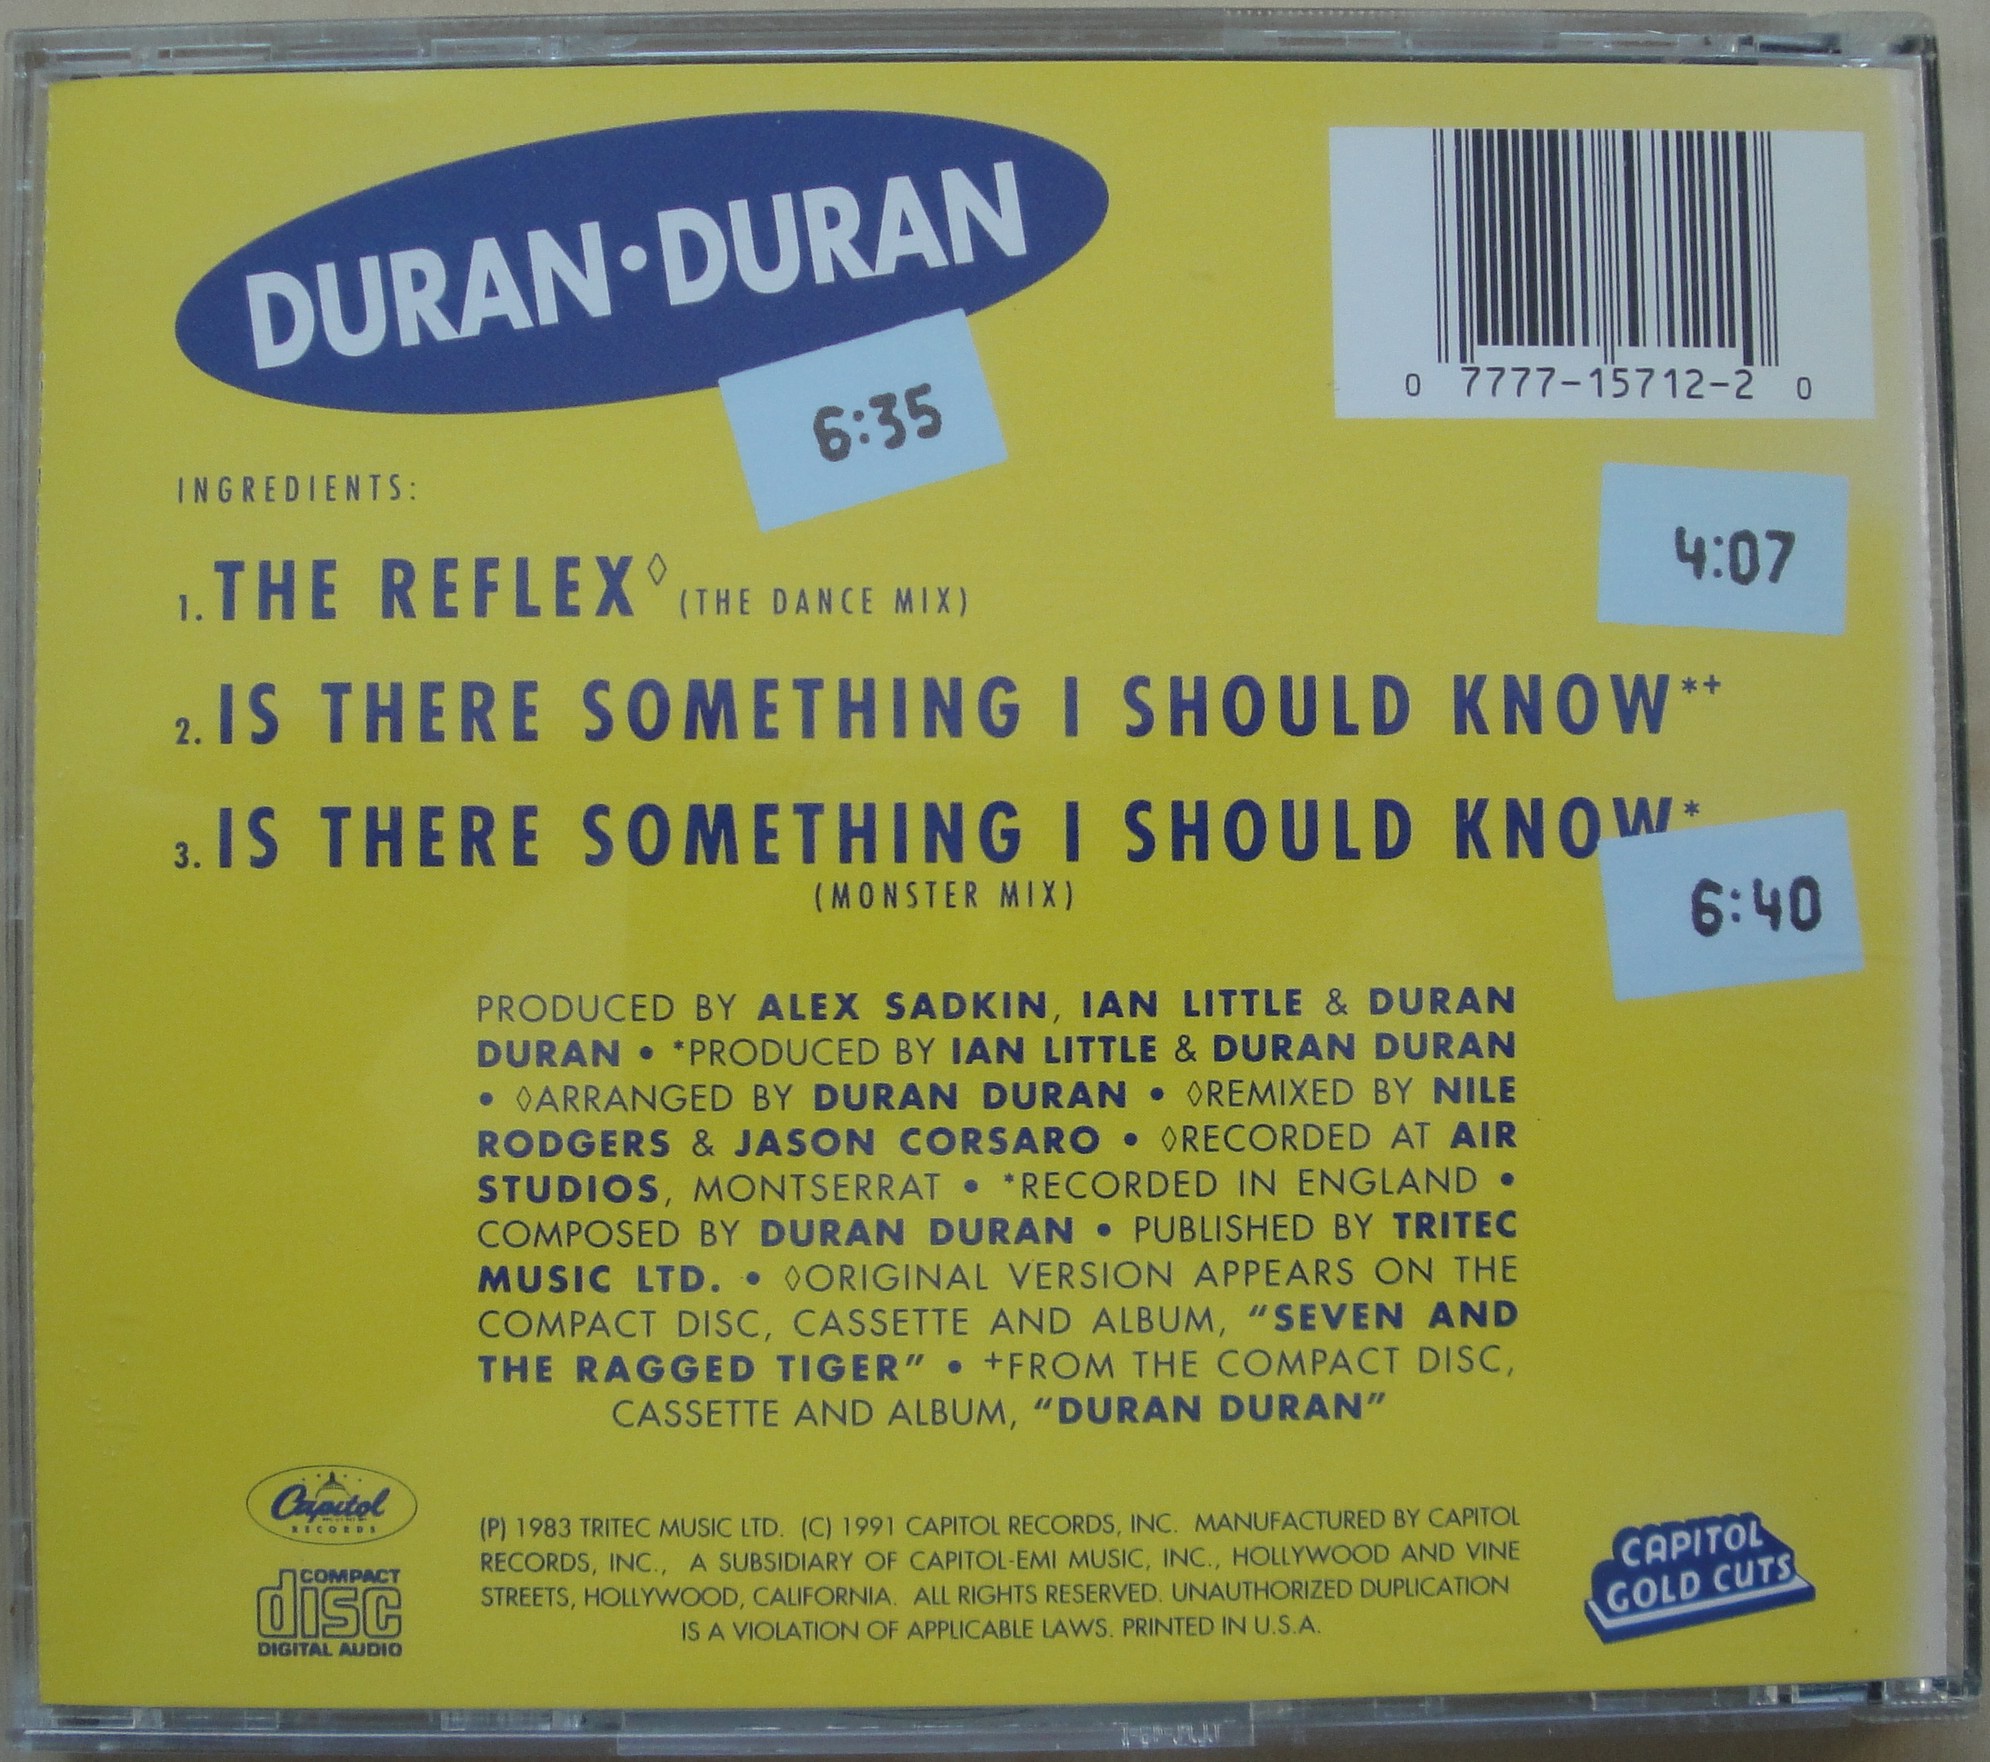 DURAN•DURAN
0 7777-15712-2 0
6:35
INGREDIENTS:
4:07
1. THE REFLEX◊ (THE DANCE MIX)
2. IS THERE SOMETHING I SHOULD KNOW*+
3. IS THERE SOMETHING I SHOULD KNOW*
(MONSTER MIX)
6:40
PRODUCED BY ALEX SADKIN, IAN LITTLE & DURAN
DURAN • *PRODUCED BY IAN LITTLE & DURAN DURAN
• ◊ARRANGED BY DURAN DURAN • ◊REMIXED BY NILE
RODGERS & JASON CORSARO • ◊RECORDED AT AIR
STUDIOS, MONTSERRAT • *RECORDED IN ENGLAND •
COMPOSED BY DURAN DURAN • PUBLISHED BY TRITEC
MUSIC LTD. • ◊ORIGINAL VERSION APPEARS ON THE
COMPACT DISC, CASSETTE AND ALBUM, "SEVEN AND
THE RAGGED TIGER" • +FROM THE COMPACT DISC,
CASSETTE AND ALBUM, "DURAN DURAN"
Capitol
RECORDS
COMPACT
disc
DIGITAL AUDIO
(P) 1983 TRITEC MUSIC LTD. (C) 1991 CAPITOL RECORDS, INC. MANUFACTURED BY CAPITOL
RECORDS, INC., A SUBSIDIARY OF CAPITOL-EMI MUSIC, INC., HOLLYWOOD AND VINE
STREETS, HOLLYWOOD, CALIFORNIA. ALL RIGHTS RESERVED. UNAUTHORIZED DUPLICATION
IS A VIOLATION OF APPLICABLE LAWS. PRINTED IN U.S.A.
CAPITOL
GOLD CUTS